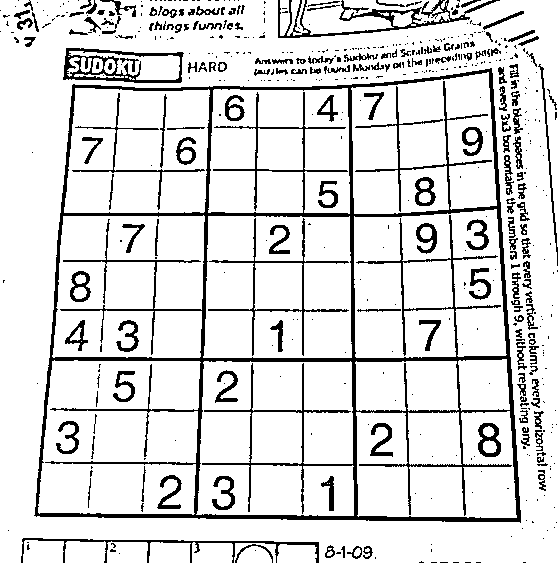 blogs about all
things funnies.
31
SUDOKU
HARD
Answers to today's Sudoku and Scrabble Grams
puzzles can be found Monday on the preceding page.
Fill in the blank spaces in the grid so that every vertical column, every horizontal row
and every 3x3 box contains the numbers 1 through 9, without repeating any.
6 4 7
7 6 9
5 8
7 2 9 3
8 5
4 3 1 7
5 2
3 2 8
2 3 1
1 2 3
8-1-09